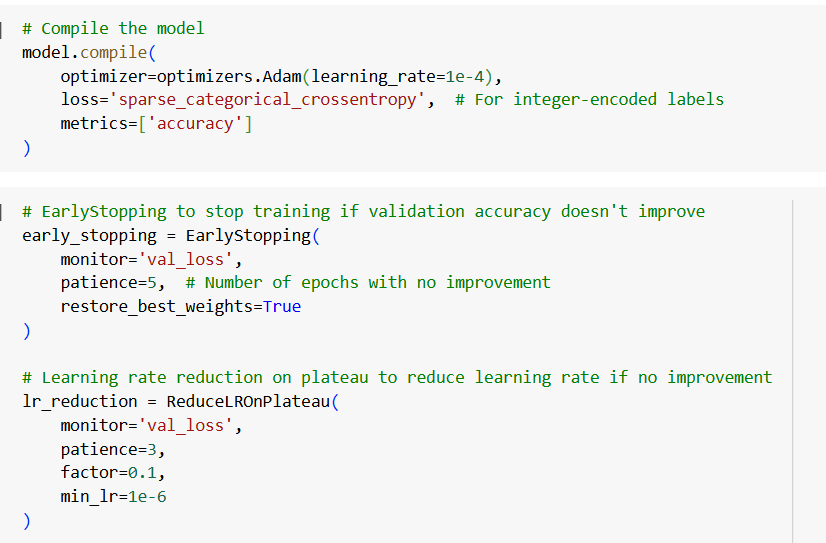 # Compile the model
model.compile(
    optimizer=optimizers.Adam(learning_rate=1e-4),
    loss='sparse_categorical_crossentropy',  # For integer-encoded labels
    metrics=['accuracy']
)
# EarlyStopping to stop training if validation accuracy doesn't improve
early_stopping = EarlyStopping(
    monitor='val_loss',
    patience=5,  # Number of epochs with no improvement
    restore_best_weights=True
)
# Learning rate reduction on plateau to reduce learning rate if no improvement
lr_reduction = ReduceLROnPlateau(
    monitor='val_loss',
    patience=3,
    factor=0.1,
    min_lr=1e-6
)